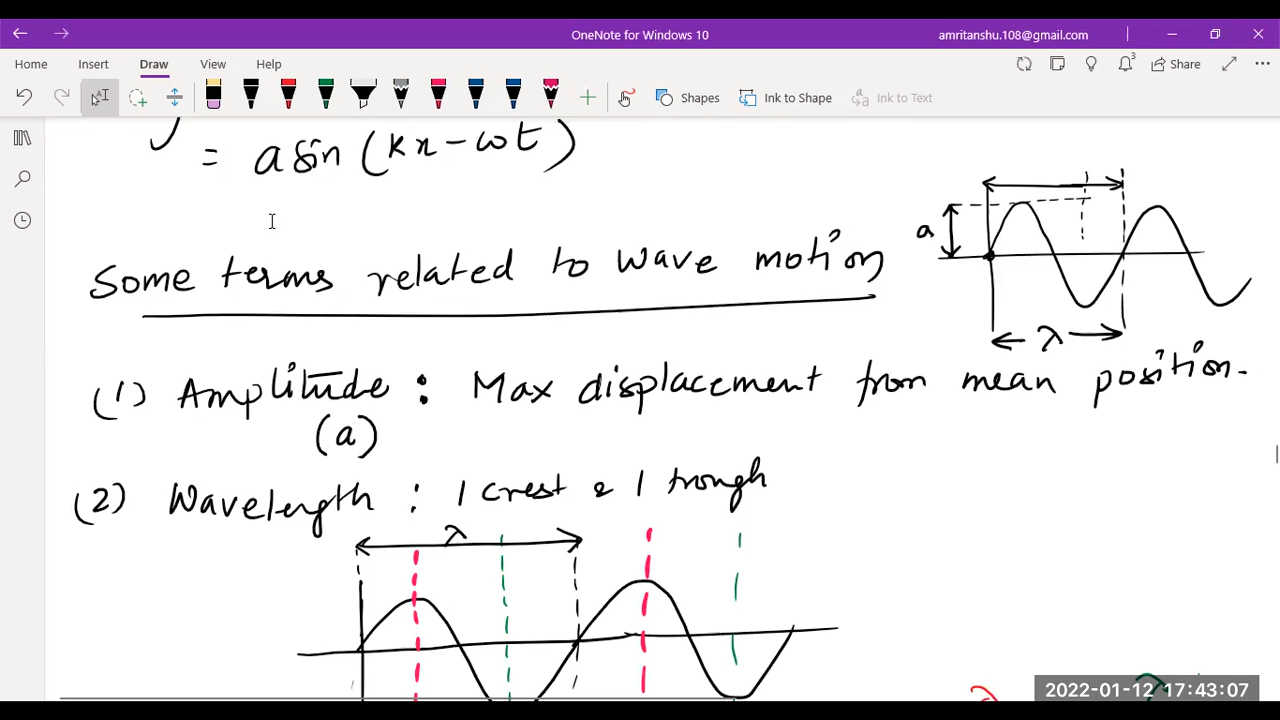 OneNote for Windows 10
amritanshu.108@gmail.com
Home Insert Draw View Help
Share
Shapes Ink to Shape Ink to Text
y
= a sin (kx - ωt)
a
λ
Some terms related to wave motion
(1) Amplitude : Max displacement from mean position.
(a)
(2) Wavelength : 1 crest & 1 trough
λ
2022-01-12 17:43:07